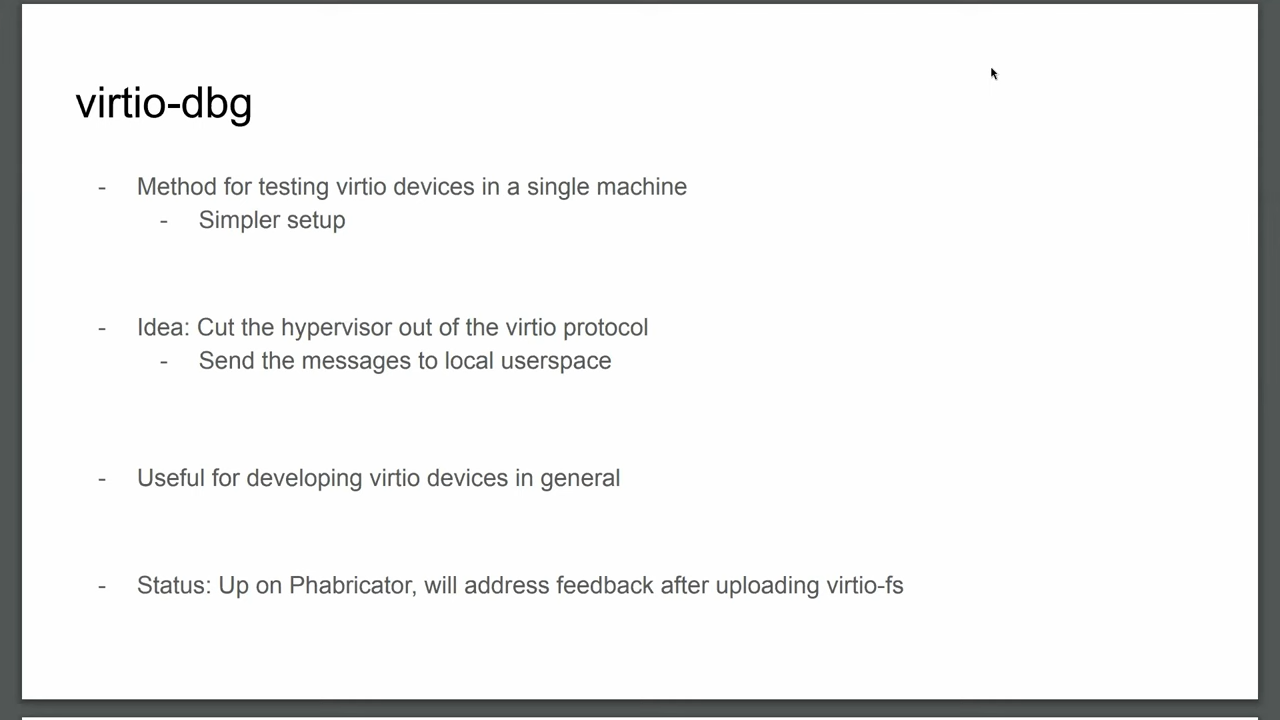 virtio-dbg
- Method for testing virtio devices in a single machine
- Simpler setup
- Idea: Cut the hypervisor out of the virtio protocol
- Send the messages to local userspace
- Useful for developing virtio devices in general
- Status: Up on Phabricator, will address feedback after uploading virtio-fs